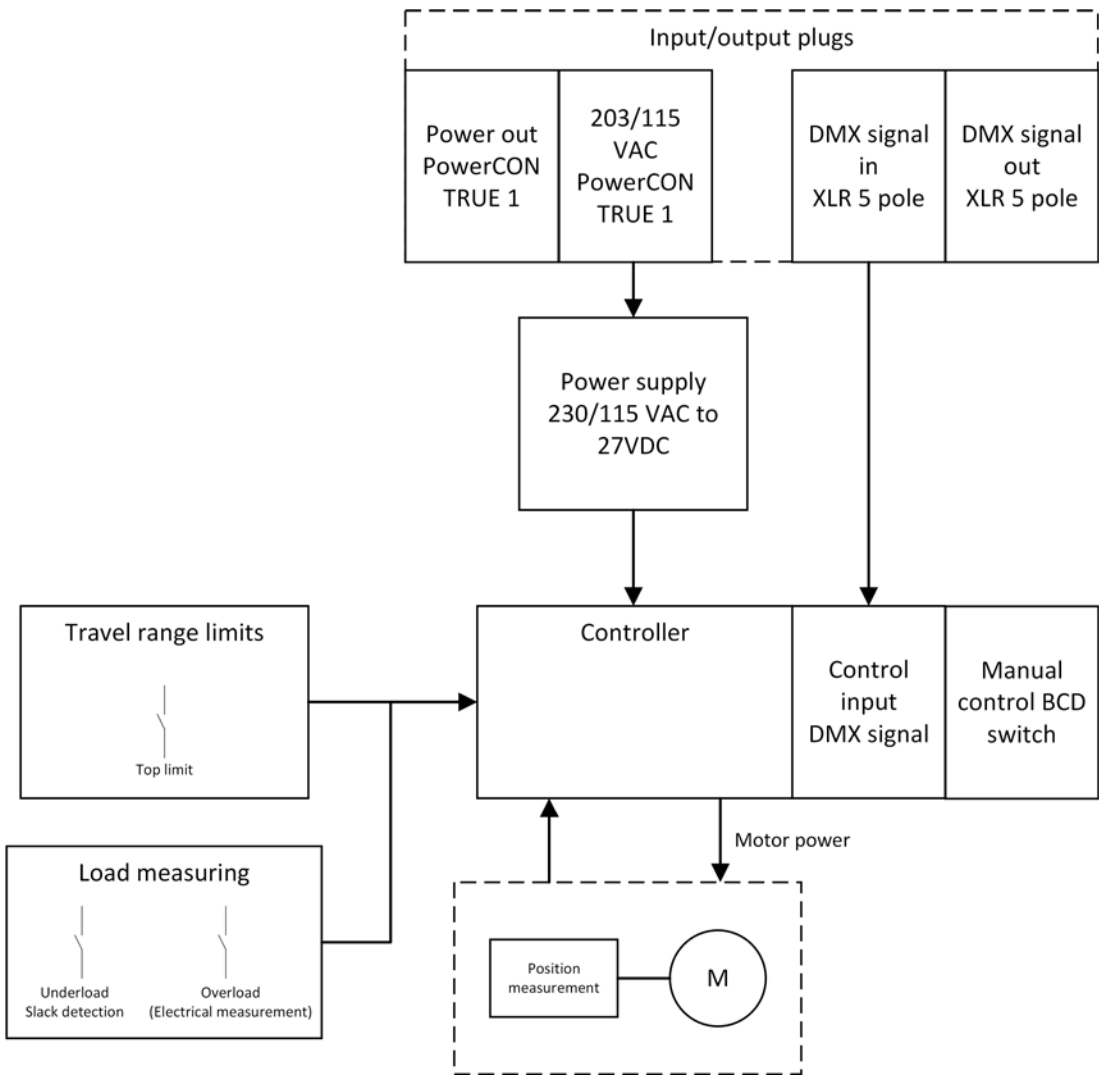 Input/output plugs
Power out
PowerCON
TRUE 1
203/115
VAC
PowerCON
TRUE 1
DMX signal
in
XLR 5 pole
DMX signal
out
XLR 5 pole
Power supply
230/115 VAC to
27VDC
Travel range limits
Top limit
Controller
Control
input
DMX signal
Manual
control BCD
switch
Load measuring
Underload
Slack detection
Overload
(Electrical measurement)
Motor power
Position
measurement
M